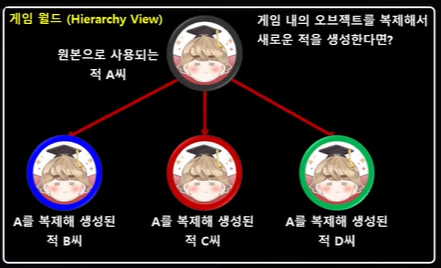 게임 월드 (Hierarchy View)
게임 내의 오브젝트를 복제해서
새로운 적을 생성한다면?
원본으로 사용되는
적 A씨
A를 복제해 생성된
적 B씨
A를 복제해 생성된
적 C씨
A를 복제해 생성된
적 D씨